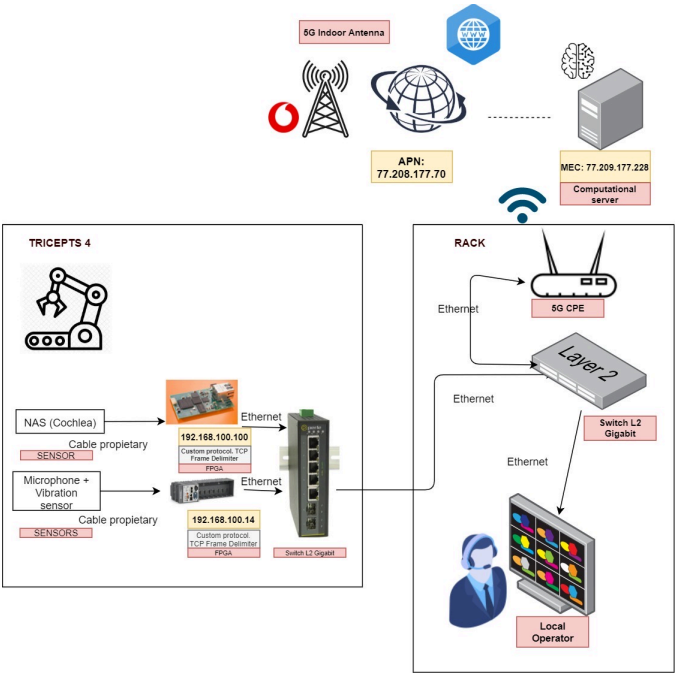 5G Indoor Antenna
WWW
APN:
77.208.177.70
MEC: 77.209.177.228
Computational
server
TRICEPTS 4
NAS (Cochlea)
Cable propietary
SENSOR
Microphone +
Vibration
sensor
Cable propietary
SENSORS
Ethernet
192.168.100.100
Custom protocol. TCP
Frame Delimiter
FPGA
Ethernet
192.168.100.14
Custom protocol.
TCP Frame Delimiter
FPGA
Switch L2 Gigabit
RACK
Ethernet
5G CPE
Layer 2
Ethernet
Switch L2
Gigabit
Ethernet
Local
Operator